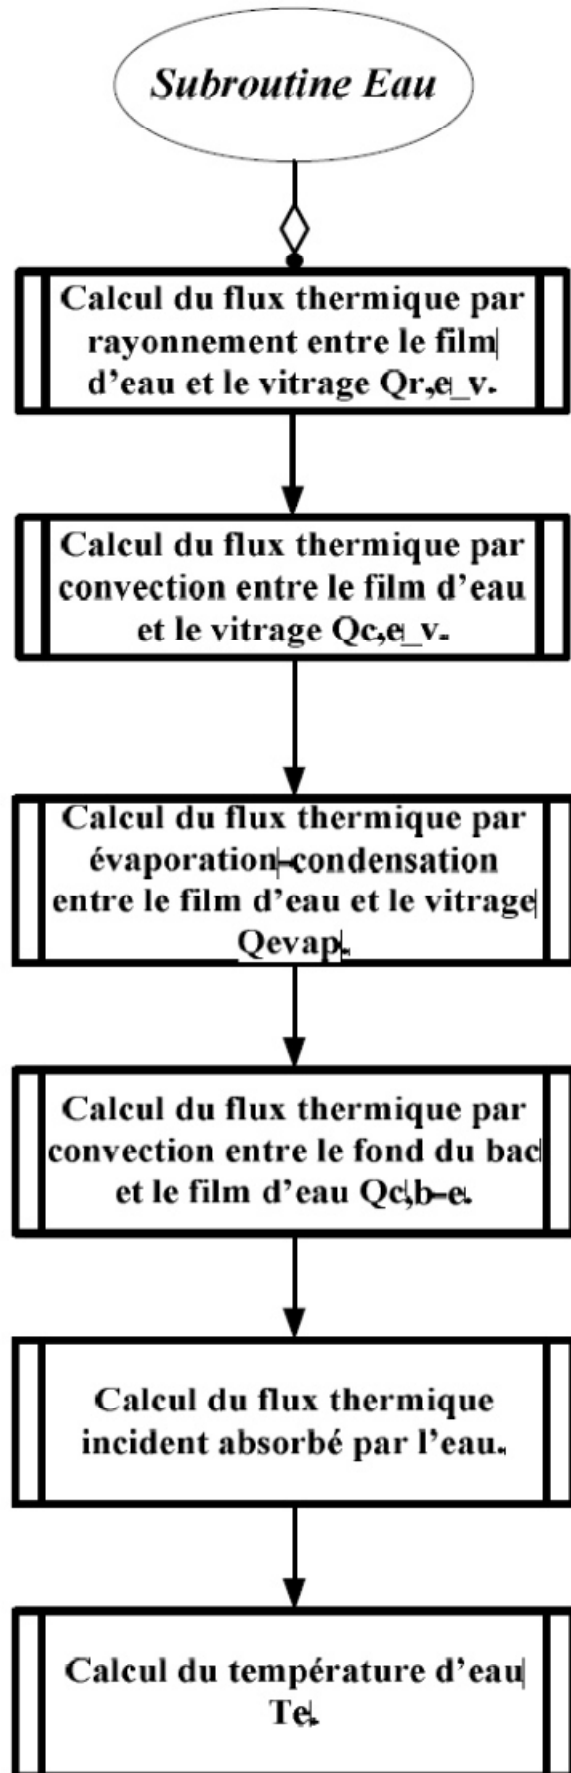 Subroutine Eau
Calcul du flux thermique par
rayonnement entre le film
d'eau et le vitrage Qr,e_v.
Calcul du flux thermique par
convection entre le film d'eau
et le vitrage Qc,e_v.
Calcul du flux thermique par
évaporation-condensation
entre le film d'eau et le vitrage
Qevap.
Calcul du flux thermique par
convection entre le fond du bac
et le film d'eau Qc,b-e.
Calcul du flux thermique
incident absorbé par l'eau.
Calcul du température d'eau
Te.